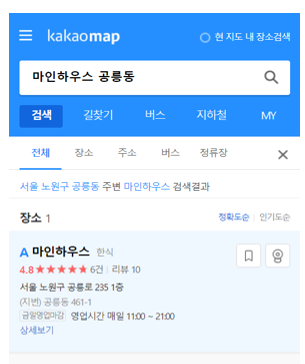 kakaomap
현 지도 내 장소검색
마인하우스 공릉동
검색 길찾기 버스 지하철 MY
전체 장소 주소 버스 정류장
서울 노원구 공릉동 주변 마인하우스 검색결과
장소 1
정확도순 인기도순
A 마인하우스 한식
4.8 ★★★★★ 6건 | 리뷰 10
서울 노원구 공릉로 235 1층
(지번) 공릉동 461-1
금일영업마감 영업시간 매일 11:00 ~ 21:00
상세보기